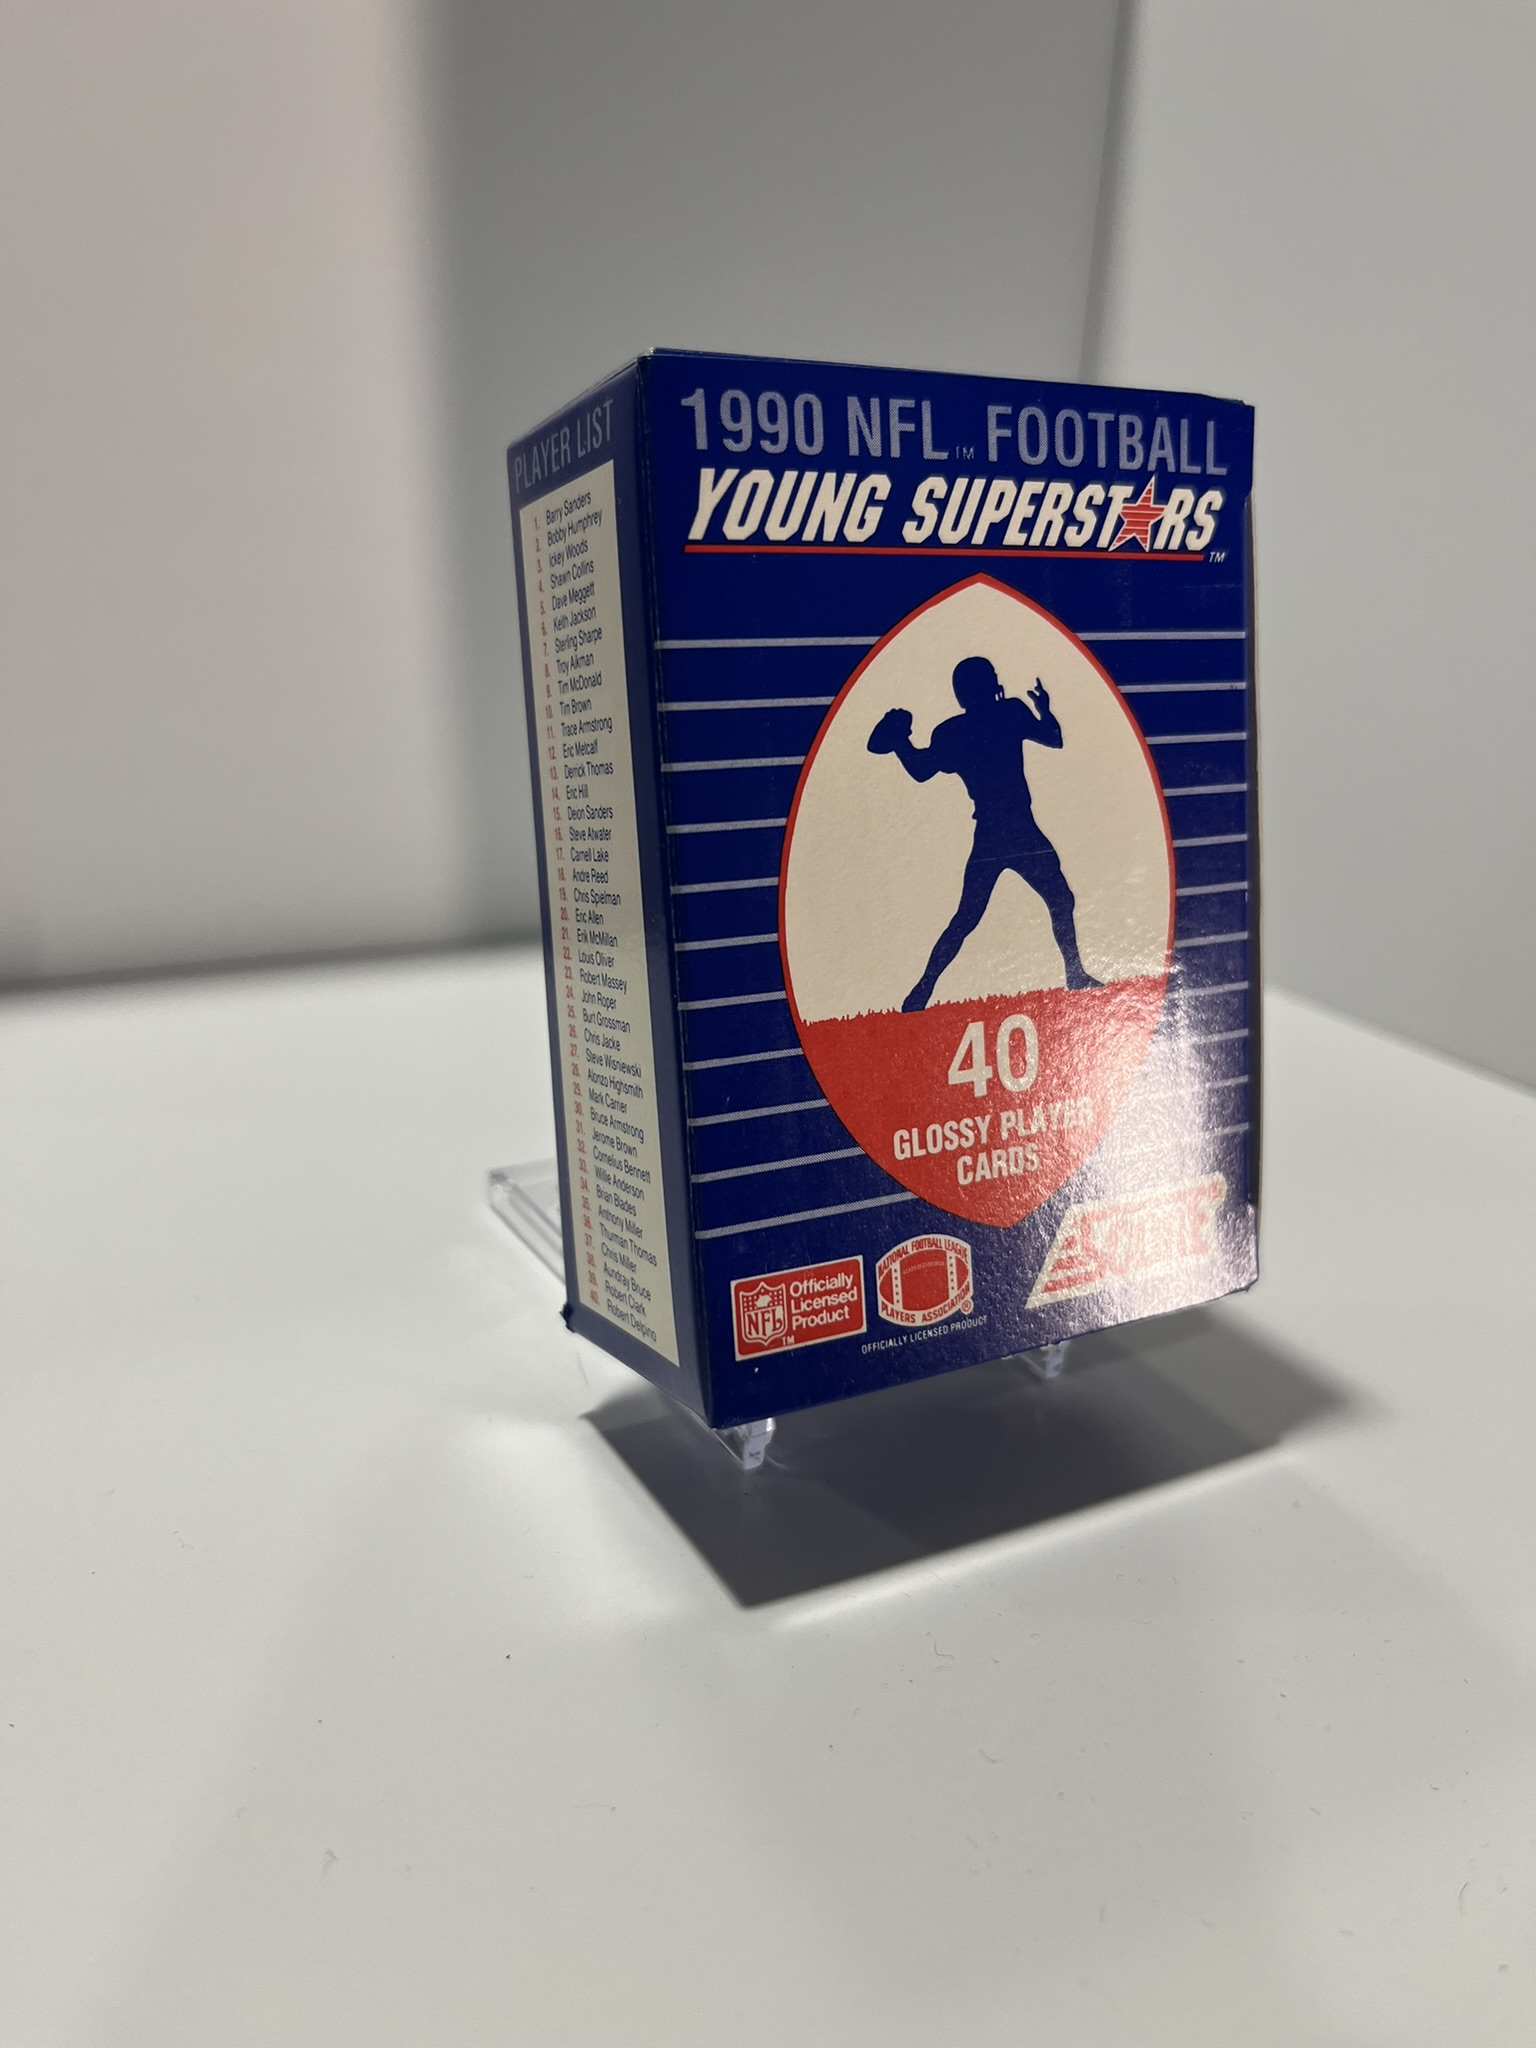 PLAYER LIST
1. Barry Sanders
2. Bobby Humphrey
3. Ickey Woods
4. Shawn Collins
5. Dave Meggett
6. Keith Jackson
7. Sterling Sharpe
8. Troy Aikman
9. Tim McDonald
10. Tim Brown
11. Trace Armstrong
12. Eric Metcalf
13. Derrick Thomas
14. Eric Hill
15. Deion Sanders
16. Steve Atwater
17. Carnell Lake
18. Andre Reed
19. Chris Spielman
20. Eric Allen
21. Erik McMillan
22. Louis Oliver
23. Robert Massey
24. John Roper
25. Burt Grossman
26. Chris Jacke
27. Steve Wisniewski
28. Alonzo Highsmith
29. Mark Carrier
30. Bruce Armstrong
31. Jerome Brown
32. Cornelius Bennett
33. Willie Anderson
34. Brian Blades
35. Anthony Miller
36. Thurman Thomas
37. Chris Miller
38. Aundray Bruce
39. Robert Clark
40. Robert Delpino
1990 NFL™ FOOTBALL
YOUNG SUPERSTARS™
40
GLOSSY PLAYER
CARDS
SCORE®
NFL™
Officially
Licensed
Product
NATIONAL FOOTBALL LEAGUE
PLAYERS ASSOCIATION®
OFFICIALLY LICENSED PRODUCT